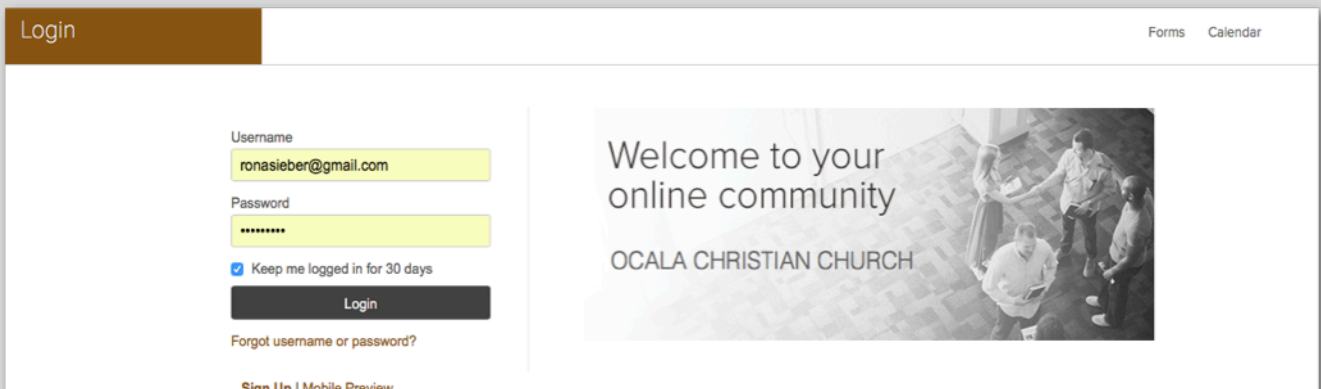 Login
Forms Calendar
Username
ronasieber@gmail.com
Password
•••••••••
Keep me logged in for 30 days
Login
Forgot username or password?
Sign Up | Mobile Preview
Welcome to your
online community
OCALA CHRISTIAN CHURCH